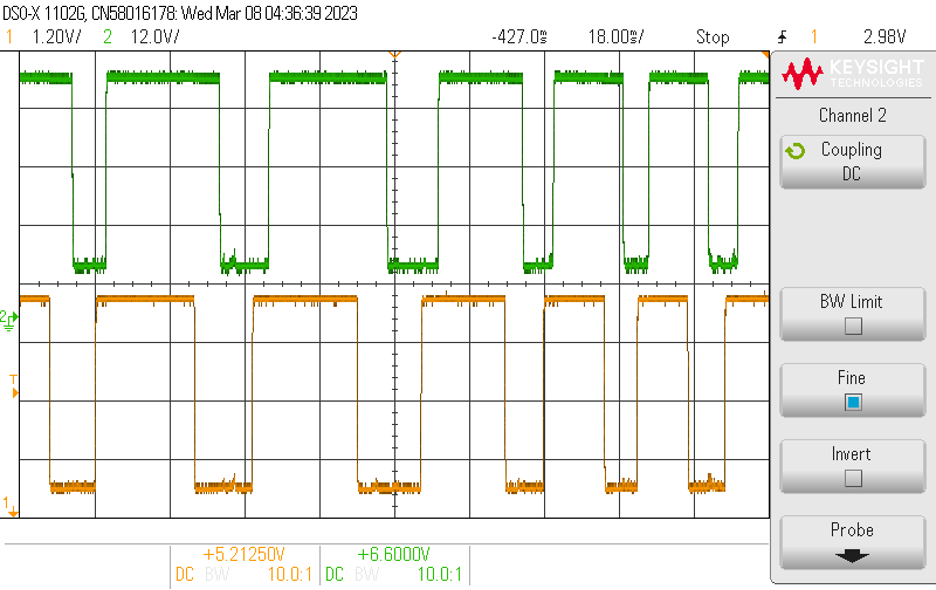 DSO-X 1102G, CN58016178: Wed Mar 08 04:36:39 2023
1 1.20V/ 2 12.0V/ -427.0s 18.00s/ Stop 1 2.98V
KEYSIGHT
TECHNOLOGIES
Channel 2
Coupling
DC
BW Limit
2
Fine
T
Invert
1
Probe
+5.21250V +6.6000V
DC BW 10.0:1 DC BW 10.0:1